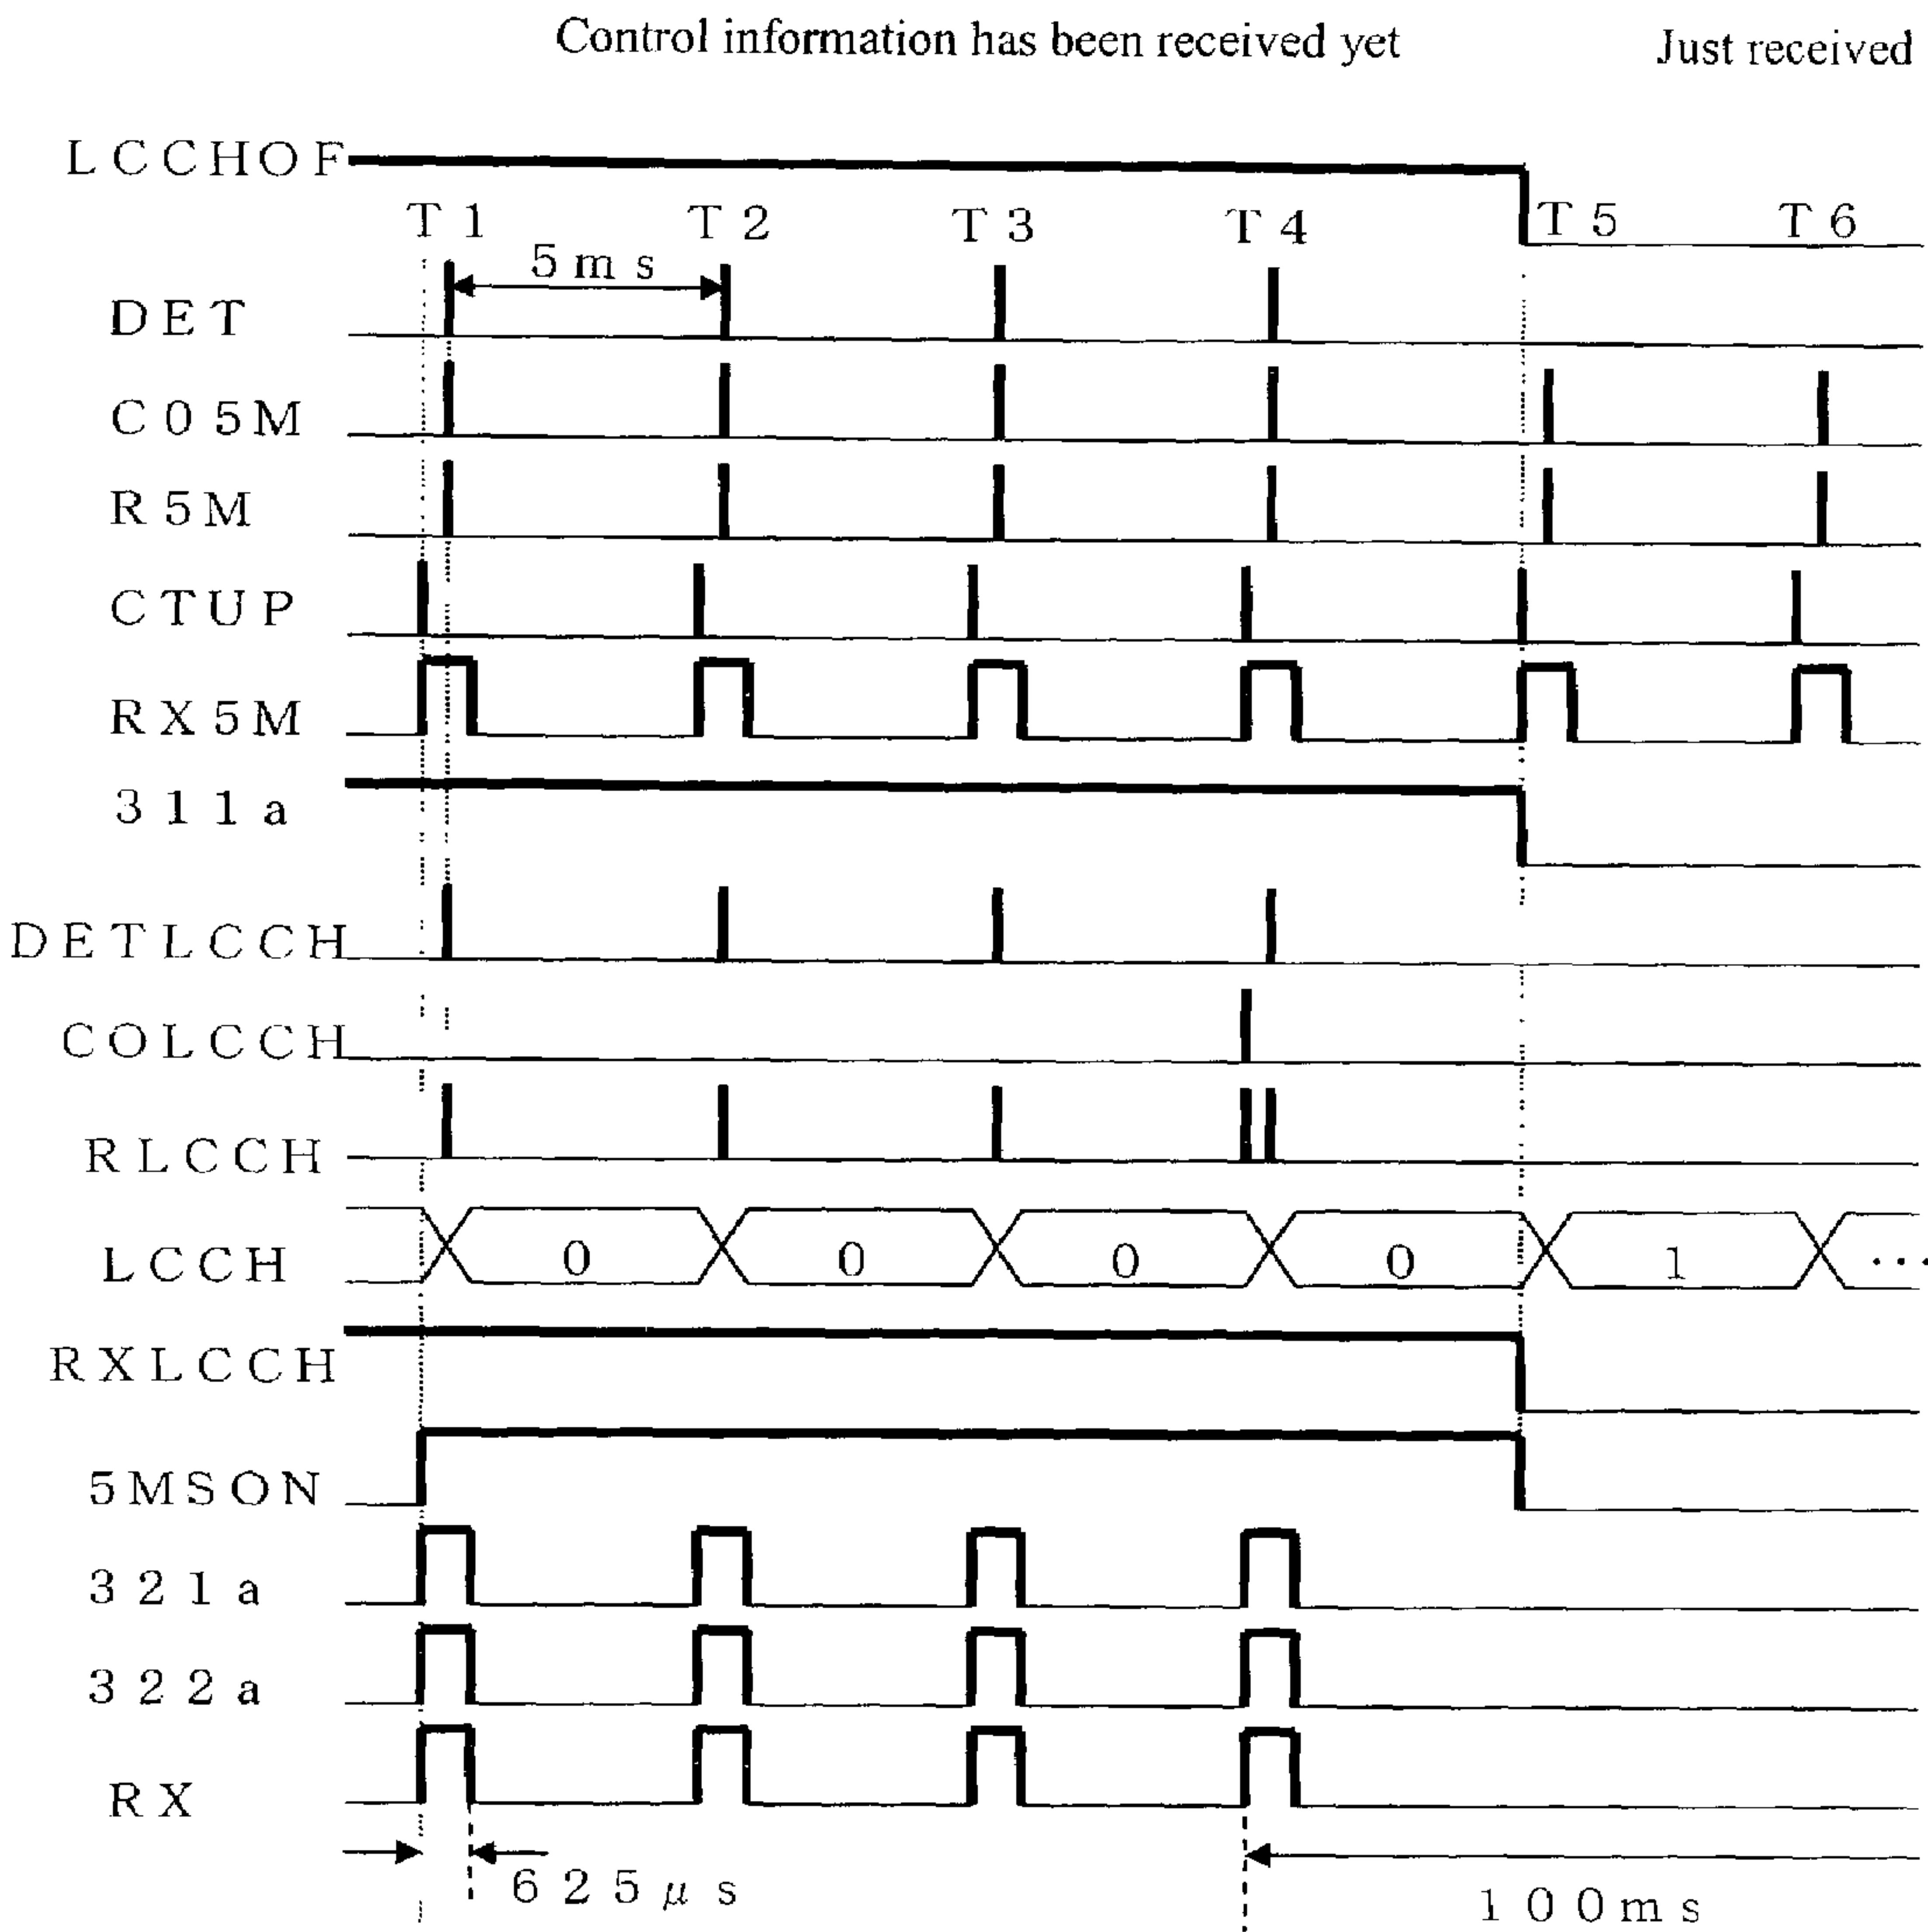 Control information has been received yet Just received
LCCHOF
T1 T2 T3 T4 T5 T6
5ms
DET
C05M
R5M
CTUP
RX5M
311a
DETLCCH
COLCCH
RLCCH
LCCH 0 0 0 0 1 ...
RXLCCH
5MSON
321a
322a
RX
625μs
100ms